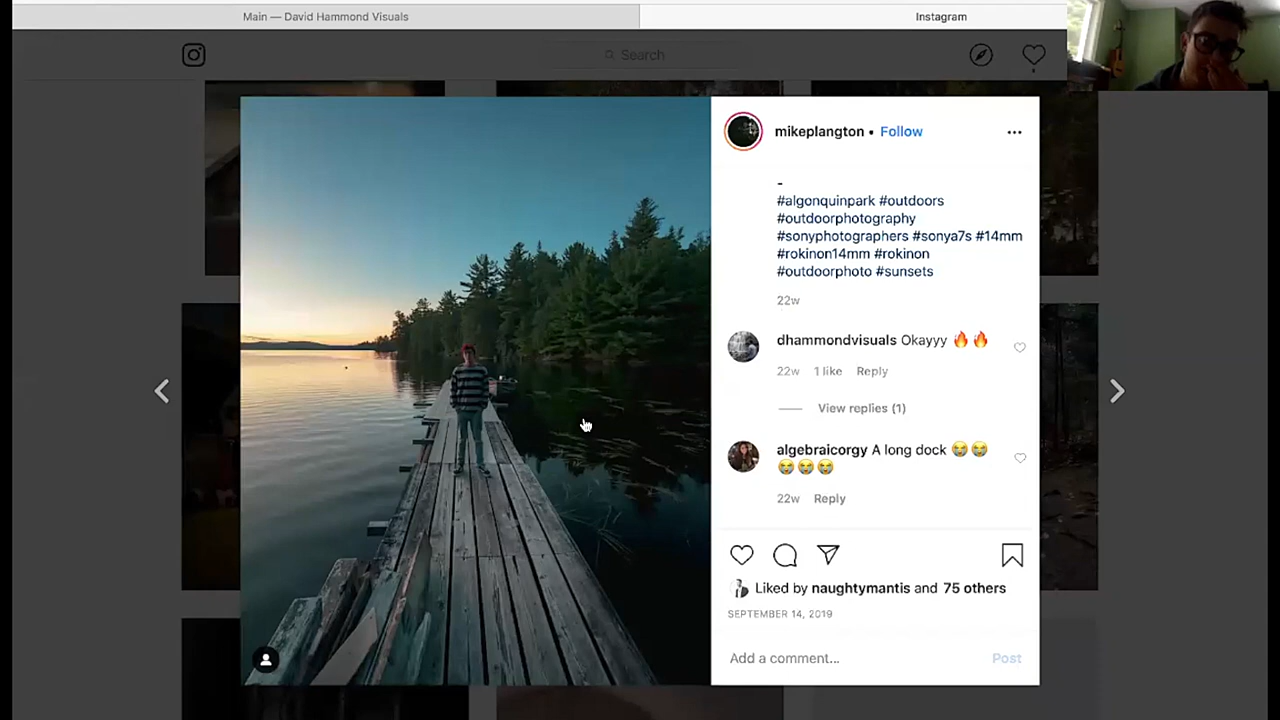 Main — David Hammond Visuals
Instagram
Search
mikeplangton • Follow
-
#algonquinpark #outdoors
#outdoorphotography
#sonyphotographers #sonya7s #14mm
#rokinon14mm #rokinon
#outdoorphoto #sunsets
22w
dhammondvisuals Okayyy 🔥🔥
22w 1 like Reply
View replies (1)
algebraicorgy A long dock 😭😭
😭😭😭
22w Reply
Liked by naughtymantis and 75 others
SEPTEMBER 14, 2019
Add a comment... Post